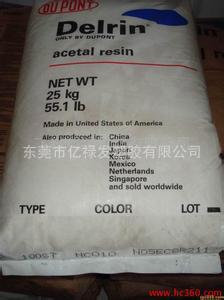 DU PONT
Delrin®
ONLY BY DUPONT
acetal resin
NET WT
25 kg
55.1 lb
Made in United States of America
Also produced in: China
India
Japan
Korea
Mexico
Netherlands
Singapore
and sold worldwide
TYPE COLOR LOT
100ST NC010
www.hc360.com